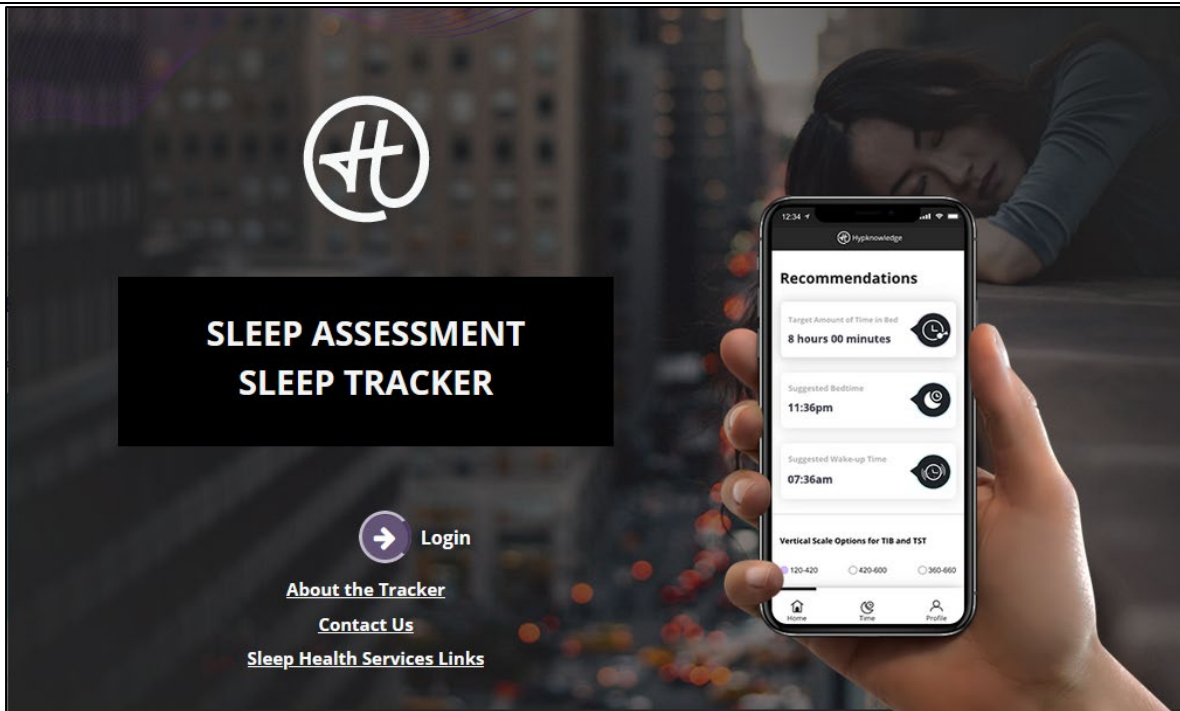 SLEEP ASSESSMENT
SLEEP TRACKER
Login
About the Tracker
Contact Us
Sleep Health Services Links
12:34
Hypknowledge
Recommendations
Target Amount of Time in Bed
8 hours 00 minutes
Suggested Bedtime
11:36pm
Suggested Wake-up Time
07:36am
Vertical Scale Options for TIB and TST
120-420 420-600 360-660
Home Time Profile